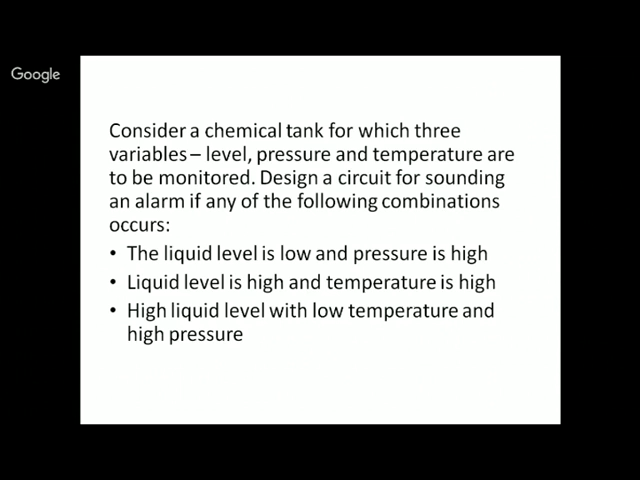 Google
Consider a chemical tank for which three
variables – level, pressure and temperature are
to be monitored. Design a circuit for sounding
an alarm if any of the following combinations
occurs:
• The liquid level is low and pressure is high
• Liquid level is high and temperature is high
• High liquid level with low temperature and
high pressure